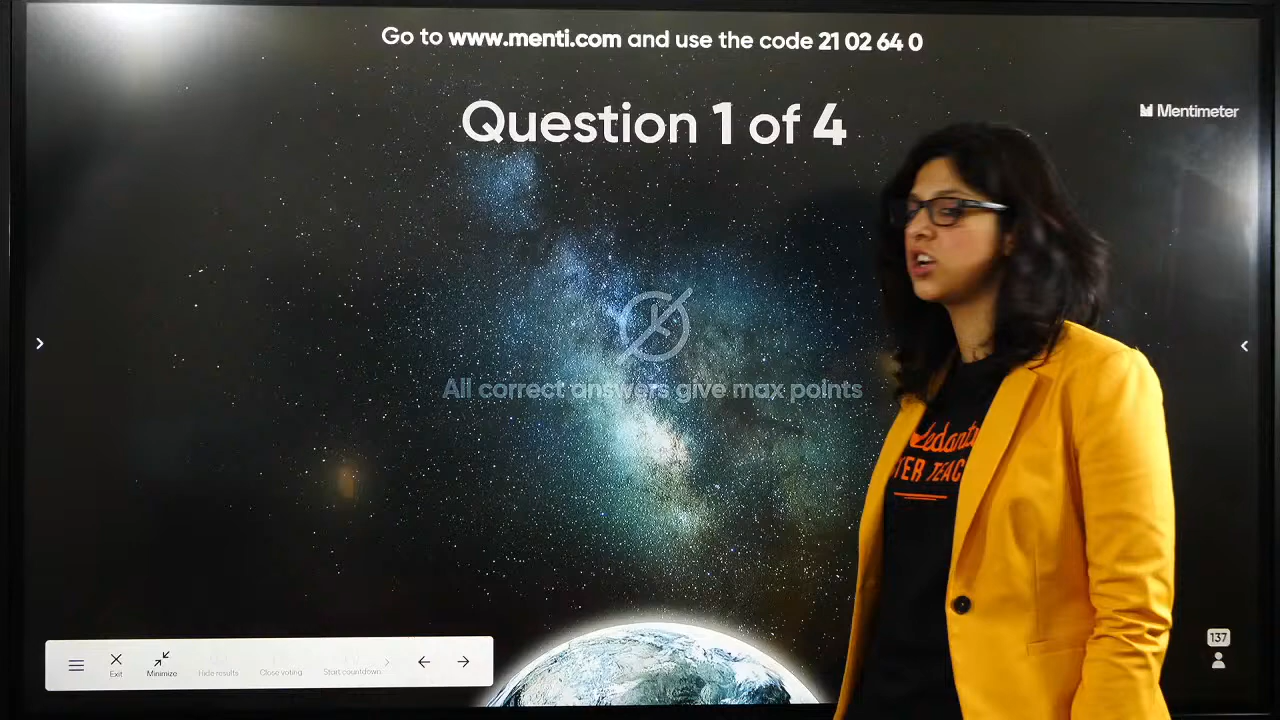 Go to www.menti.com and use the code 21 02 64 0
Question 1 of 4
Mentimeter
All correct answers give max points
Exit
Minimize
Hide results
Close voting
Start countdown
137